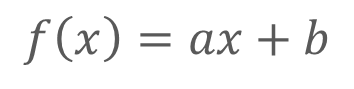 f(x) = ax + b